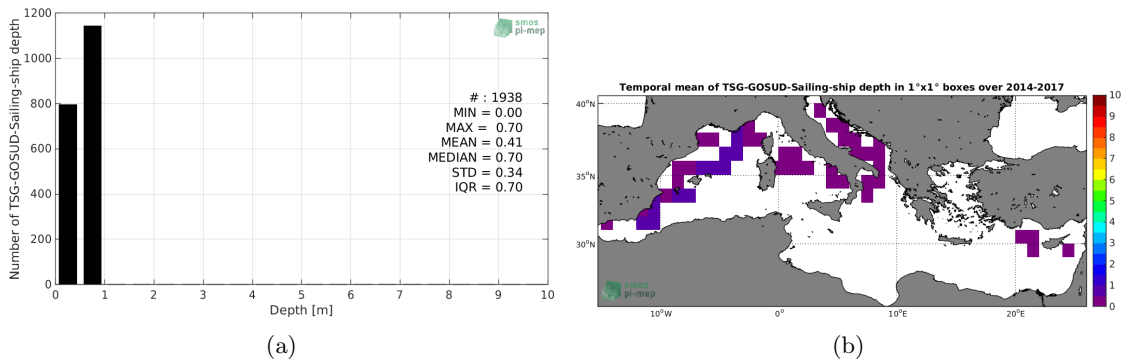 1200
1000
800
600
400
200
0
Number of TSG-GOSUD-Sailing-ship depth
smos
pi-mep
# : 1938
MIN = 0.00
MAX = 0.70
MEAN = 0.41
MEDIAN = 0.70
STD = 0.34
IQR = 0.70
0 1 2 3 4 5 6 7 8 9 10
Depth [m]
(a)
Temporal mean of TSG-GOSUD-Sailing-ship depth in 1°x1° boxes over 2014-2017
40°N
35°N
30°N
10°W 0° 10°E 20°E
smos
pi-mep
10
9
8
7
6
5
4
3
2
1
0
(b)